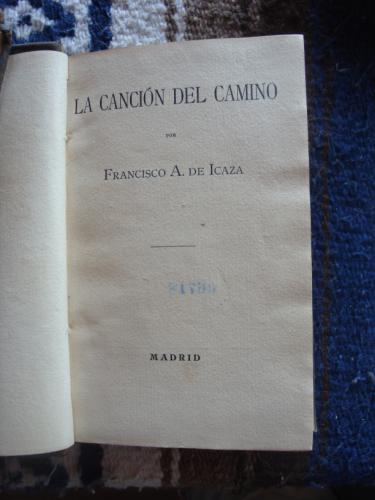 LA CANCIÓN DEL CAMINO
POR
FRANCISCO A. DE ICAZA
MADRID